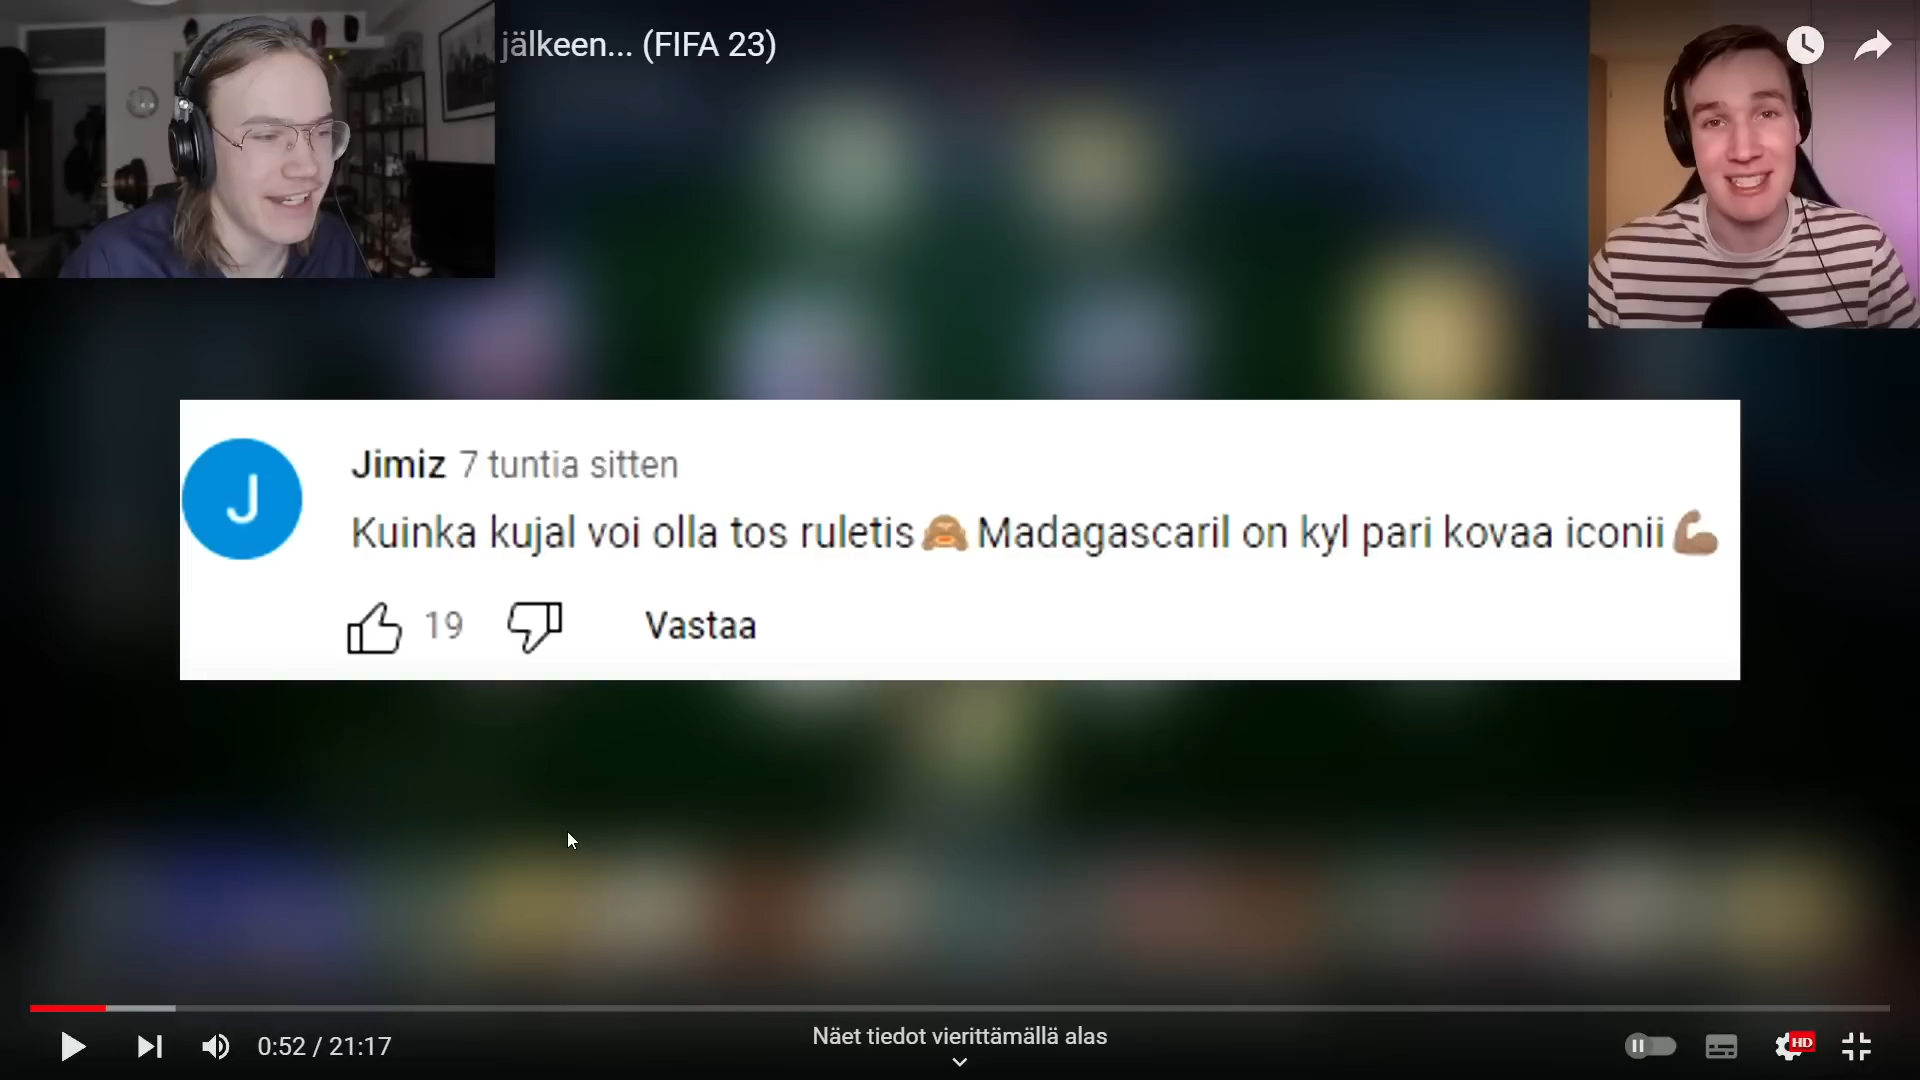 jälkeen... (FIFA 23)
J
Jimiz 7 tuntia sitten
Kuinka kujal voi olla tos ruletis🙈Madagascaril on kyl pari kovaa iconii💪🏽
19 Vastaa
Näet tiedot vierittämällä alas
0:52 / 21:17
HD